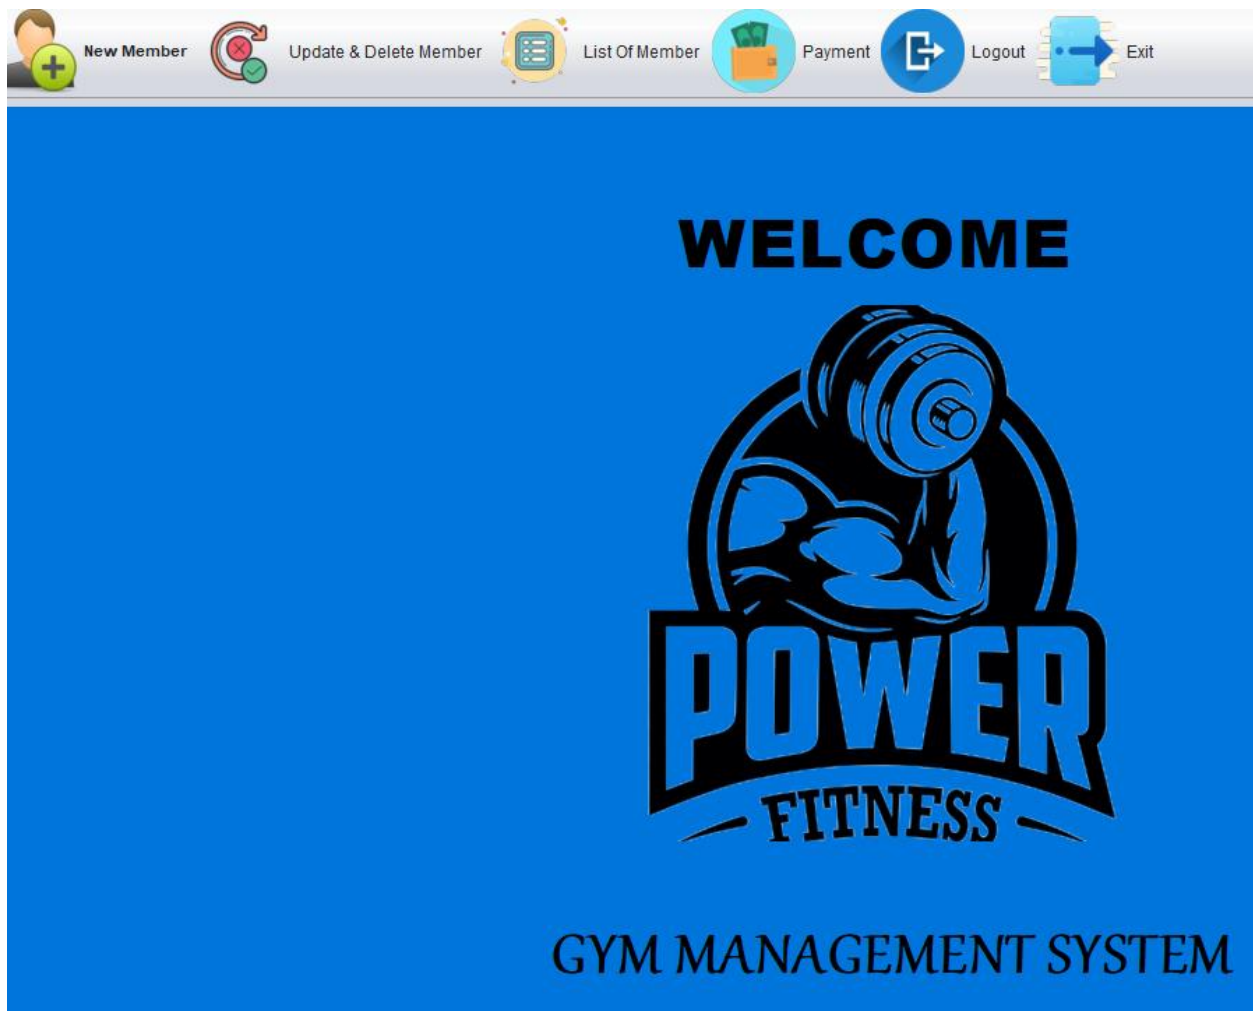 New Member Update & Delete Member List Of Member Payment Logout Exit
WELCOME
POWER
FITNESS
GYM MANAGEMENT SYSTEM